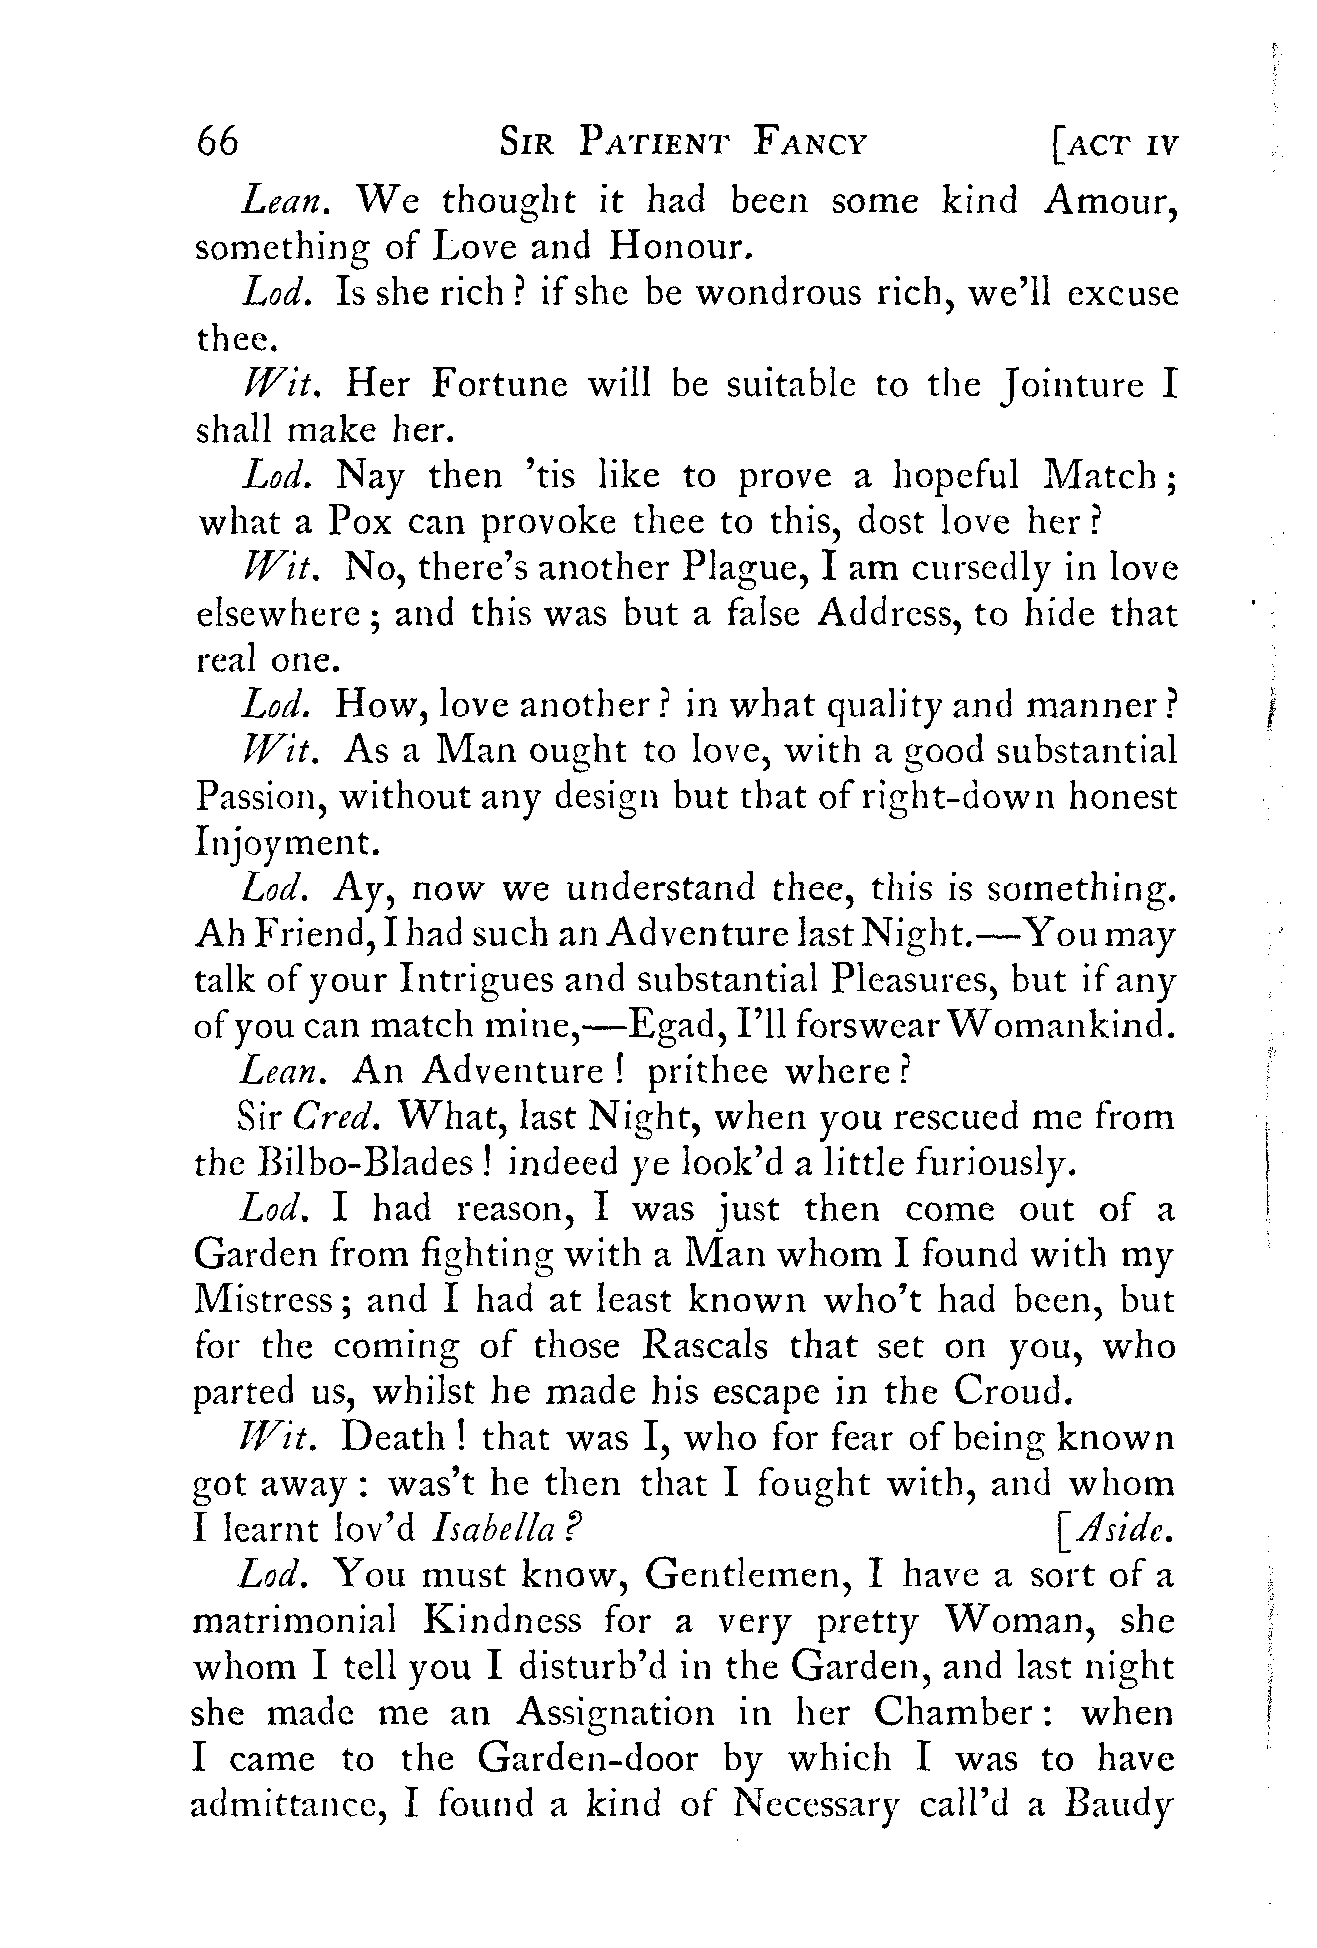 66 SIR PATIENT FANCY [ACT IV
Lean. We thought it had been some kind Amour,
something of Love and Honour.
Lod. Is she rich? if she be wondrous rich, we'll excuse
thee.
Wit. Her Fortune will be suitable to the Jointure I
shall make her.
Lod. Nay then 'tis like to prove a hopeful Match;
what a Pox can provoke thee to this, dost love her?
Wit. No, there's another Plague, I am cursedly in love
elsewhere; and this was but a false Address, to hide that
real one.
Lod. How, love another? in what quality and manner?
Wit. As a Man ought to love, with a good substantial
Passion, without any design but that of right-down honest
Injoyment.
Lod. Ay, now we understand thee, this is something.
Ah Friend, I had such an Adventure last Night.—You may
talk of your Intrigues and substantial Pleasures, but if any
of you can match mine,—Egad, I'll forswear Womankind.
Lean. An Adventure! prithee where?
Sir Cred. What, last Night, when you rescued me from
the Bilbo-Blades! indeed ye look'd a little furiously.
Lod. I had reason, I was just then come out of a
Garden from fighting with a Man whom I found with my
Mistress; and I had at least known who't had been, but
for the coming of those Rascals that set on you, who
parted us, whilst he made his escape in the Croud.
Wit. Death! that was I, who for fear of being known
got away: was't he then that I fought with, and whom
I learnt lov'd Isabella? [Aside.
Lod. You must know, Gentlemen, I have a sort of a
matrimonial Kindness for a very pretty Woman, she
whom I tell you I disturb'd in the Garden, and last night
she made me an Assignation in her Chamber: when
I came to the Garden-door by which I was to have
admittance, I found a kind of Necessary call'd a Baudy